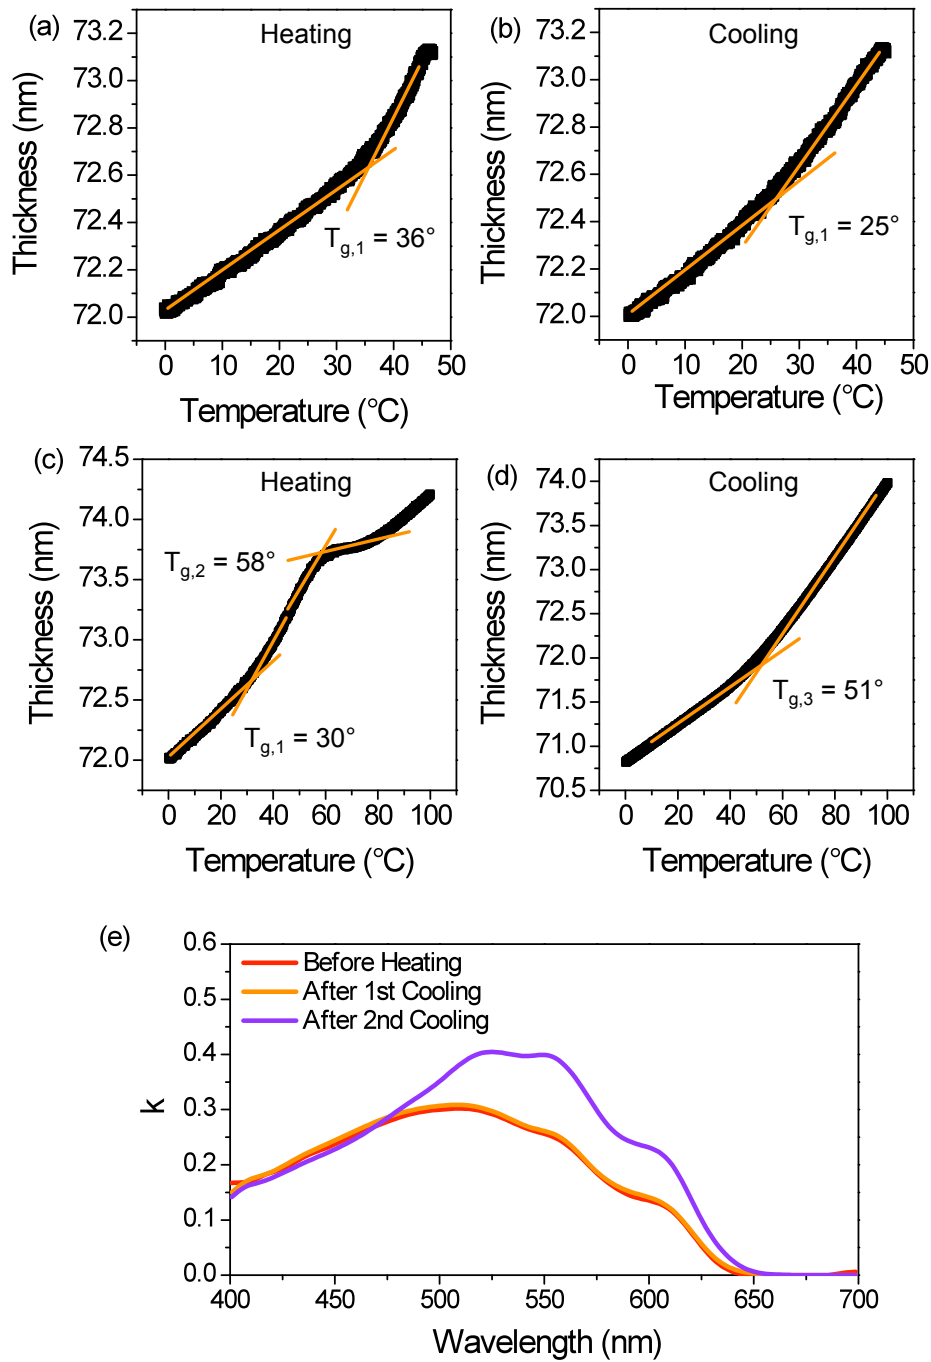 (a)
Heating
73.2
73.0
72.8
72.6
72.4
72.2
72.0
Thickness (nm)
Tg,1 = 36°
0 10 20 30 40 50
Temperature (°C)
(b)
Cooling
73.2
73.0
72.8
72.6
72.4
72.2
72.0
Thickness (nm)
Tg,1 = 25°
0 10 20 30 40 50
Temperature (°C)
(c)
Heating
74.5
74.0
73.5
73.0
72.5
72.0
Thickness (nm)
Tg,2 = 58°
Tg,1 = 30°
0 20 40 60 80 100
Temperature (°C)
(d)
Cooling
74.0
73.5
73.0
72.5
72.0
71.5
71.0
70.5
Thickness (nm)
Tg,3 = 51°
0 20 40 60 80 100
Temperature (°C)
(e)
0.6
0.5
0.4
0.3
0.2
0.1
0.0
k
Before Heating
After 1st Cooling
After 2nd Cooling
400 450 500 550 600 650 700
Wavelength (nm)